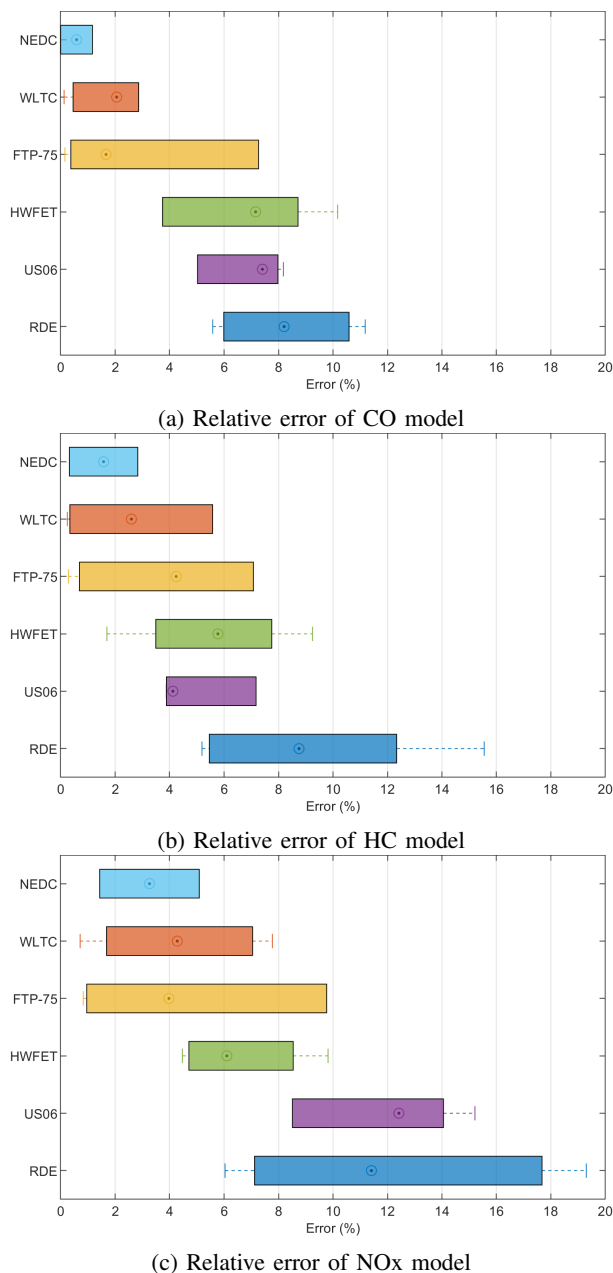 NEDC
WLTC
FTP-75
HWFET
US06
RDE
0 2 4 6 8 10 12 14 16 18 20
Error (%)
(a) Relative error of CO model
NEDC
WLTC
FTP-75
HWFET
US06
RDE
0 2 4 6 8 10 12 14 16 18 20
Error (%)
(b) Relative error of HC model
NEDC
WLTC
FTP-75
HWFET
US06
RDE
0 2 4 6 8 10 12 14 16 18 20
Error (%)
(c) Relative error of NOx model